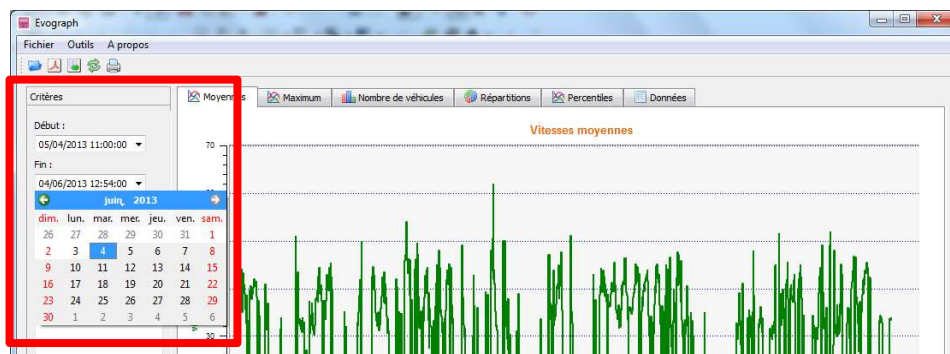 Evograph
Fichier Outils A propos
Critères
Moyennes Maximum Nombre de véhicules Répartitions Percentiles Données
Début :
05/04/2013 11:00:00
Fin :
04/06/2013 12:54:00
juin, 2013
dim. lun. mar. mer. jeu. ven. sam.
26 27 28 29 30 31 1
2 3 4 5 6 7 8
9 10 11 12 13 14 15
16 17 18 19 20 21 22
23 24 25 26 27 28 29
30 1 2 3 4 5 6
Vitesses moyennes
70
30